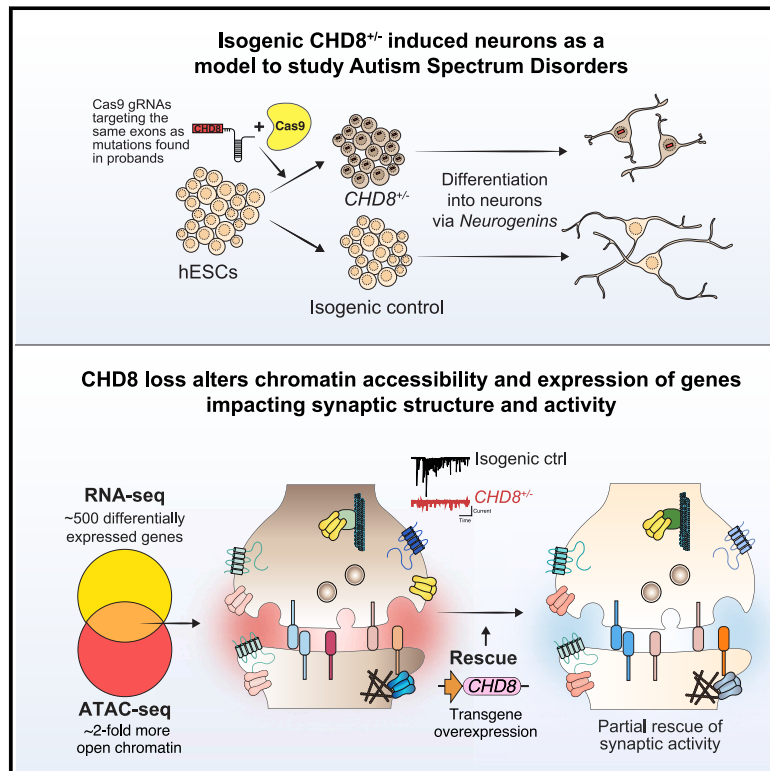 Isogenic CHD8+/- induced neurons as a
model to study Autism Spectrum Disorders
Cas9 gRNAs
targeting the
same exons as
mutations found
in probands
CHD8
+
Cas9
hESCs
CHD8+/-
Isogenic control
Differentiation
into neurons
via Neurogenins
CHD8 loss alters chromatin accessibility and expression of genes
impacting synaptic structure and activity
RNA-seq
~500 differentially
expressed genes
ATAC-seq
~2-fold more
open chromatin
Isogenic ctrl
CHD8+/-
Current
Time
Rescue
CHD8
Transgene
overexpression
Partial rescue of
synaptic activity